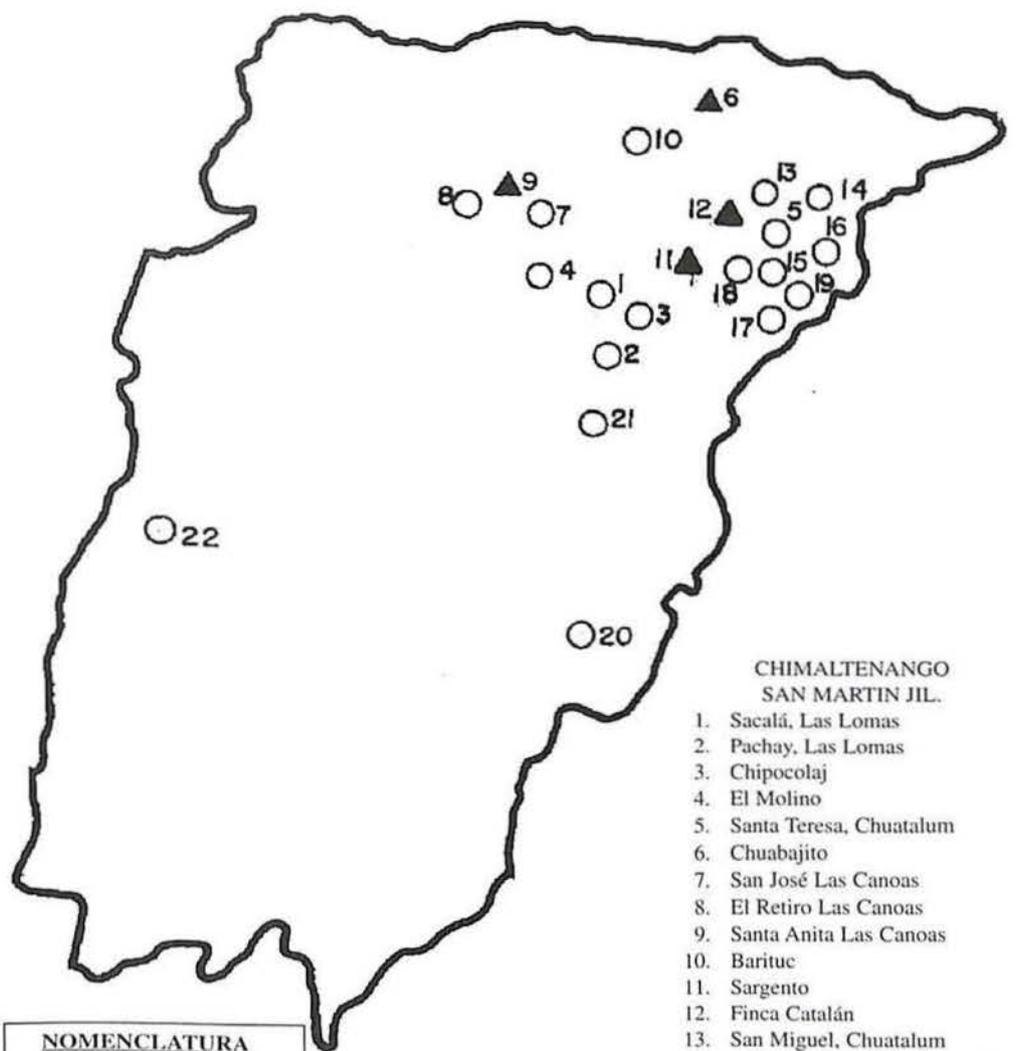 6
10
13
14
9
8
7
12
5
16
11
15
4
18
1
19
3
17
2
21
22
20
CHIMALTENANGO
SAN MARTIN JIL.
1. Sacalá, Las Lomas
2. Pachay, Las Lomas
3. Chipocolaj
4. El Molino
5. Santa Teresa, Chuatalum
6. Chuabajito
7. San José Las Canoas
8. El Retiro Las Canoas
9. Santa Anita Las Canoas
10. Barituc
11. Sargento
12. Finca Catalán
13. San Miguel, Chuatalum
NOMENCLATURA